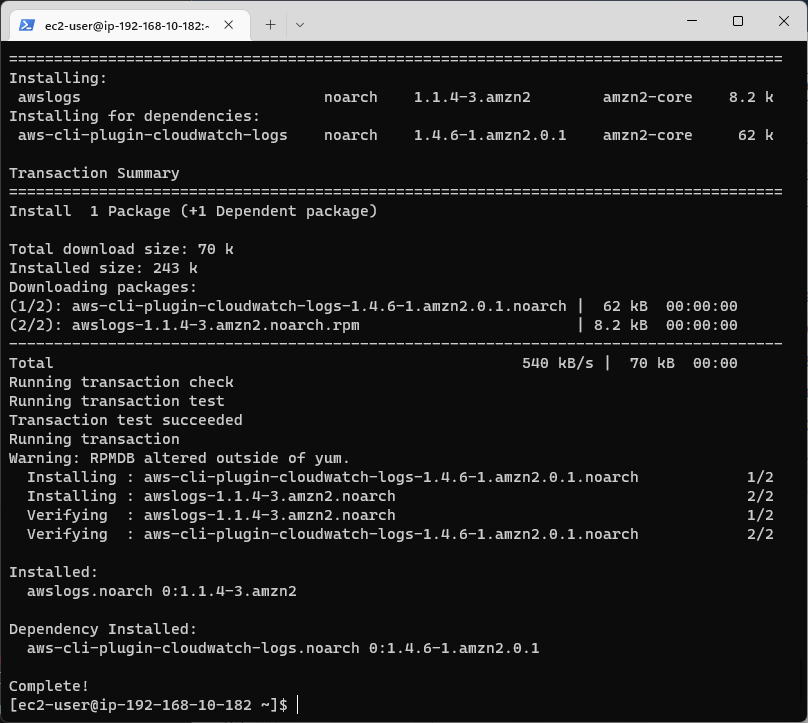 ec2-user@ip-192-168-10-182:~
================================================================================
Installing:
 awslogs                           noarch    1.1.4-3.amzn2        amzn2-core    8.2 k
Installing for dependencies:
 aws-cli-plugin-cloudwatch-logs    noarch    1.4.6-1.amzn2.0.1    amzn2-core     62 k
Transaction Summary
================================================================================
Install  1 Package (+1 Dependent package)
Total download size: 70 k
Installed size: 243 k
Downloading packages:
(1/2): aws-cli-plugin-cloudwatch-logs-1.4.6-1.amzn2.0.1.noarch |  62 kB  00:00:00
(2/2): awslogs-1.1.4-3.amzn2.noarch.rpm                        | 8.2 kB  00:00:00
--------------------------------------------------------------------------------
Total                                                    540 kB/s |  70 kB  00:00
Running transaction check
Running transaction test
Transaction test succeeded
Running transaction
Warning: RPMDB altered outside of yum.
  Installing : aws-cli-plugin-cloudwatch-logs-1.4.6-1.amzn2.0.1.noarch            1/2
  Installing : awslogs-1.1.4-3.amzn2.noarch                                       2/2
  Verifying  : awslogs-1.1.4-3.amzn2.noarch                                       1/2
  Verifying  : aws-cli-plugin-cloudwatch-logs-1.4.6-1.amzn2.0.1.noarch            2/2
Installed:
  awslogs.noarch 0:1.1.4-3.amzn2
Dependency Installed:
  aws-cli-plugin-cloudwatch-logs.noarch 0:1.4.6-1.amzn2.0.1
Complete!
[ec2-user@ip-192-168-10-182 ~]$